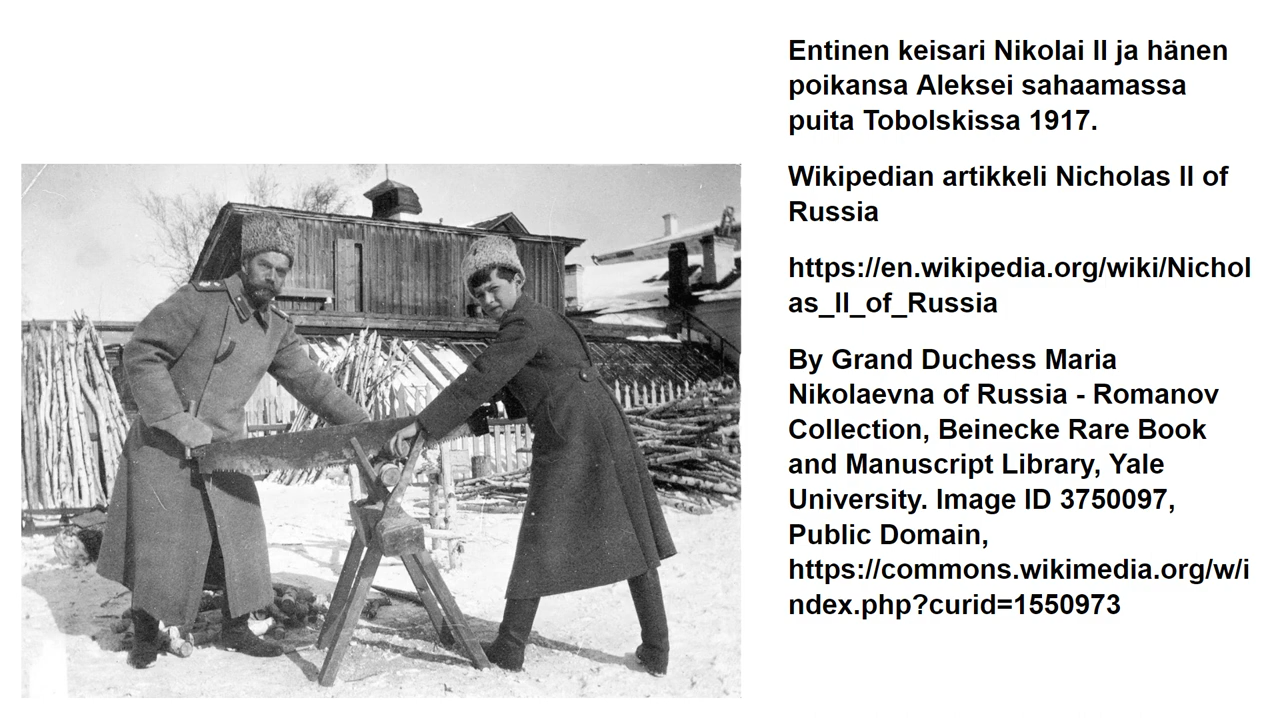 Entinen keisari Nikolai II ja hänen
poikansa Aleksei sahaamassa
puita Tobolskissa 1917.
Wikipedian artikkeli Nicholas II of
Russia
https://en.wikipedia.org/wiki/Nichol
as_II_of_Russia
By Grand Duchess Maria
Nikolaevna of Russia - Romanov
Collection, Beinecke Rare Book
and Manuscript Library, Yale
University. Image ID 3750097,
Public Domain,
https://commons.wikimedia.org/w/i
ndex.php?curid=1550973